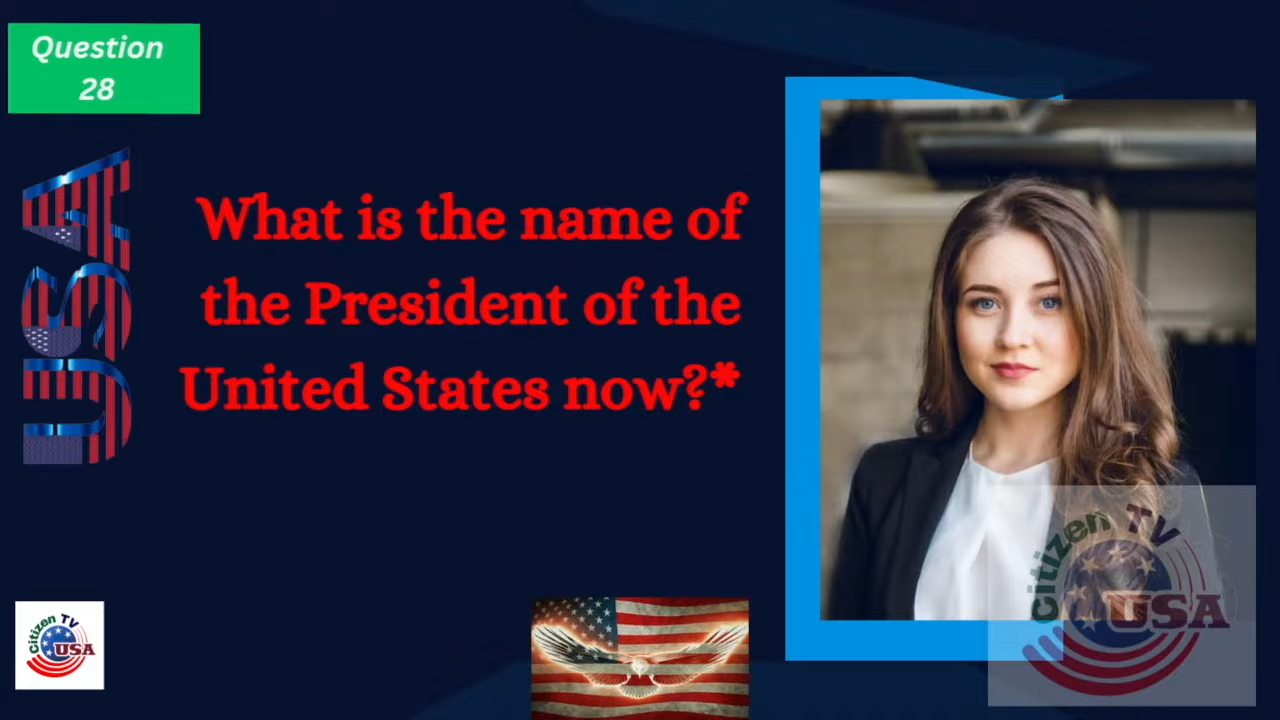 Question
28
USA
What is the name of
the President of the
United States now?*
Citizen TV
USA
Citizen TV
USA